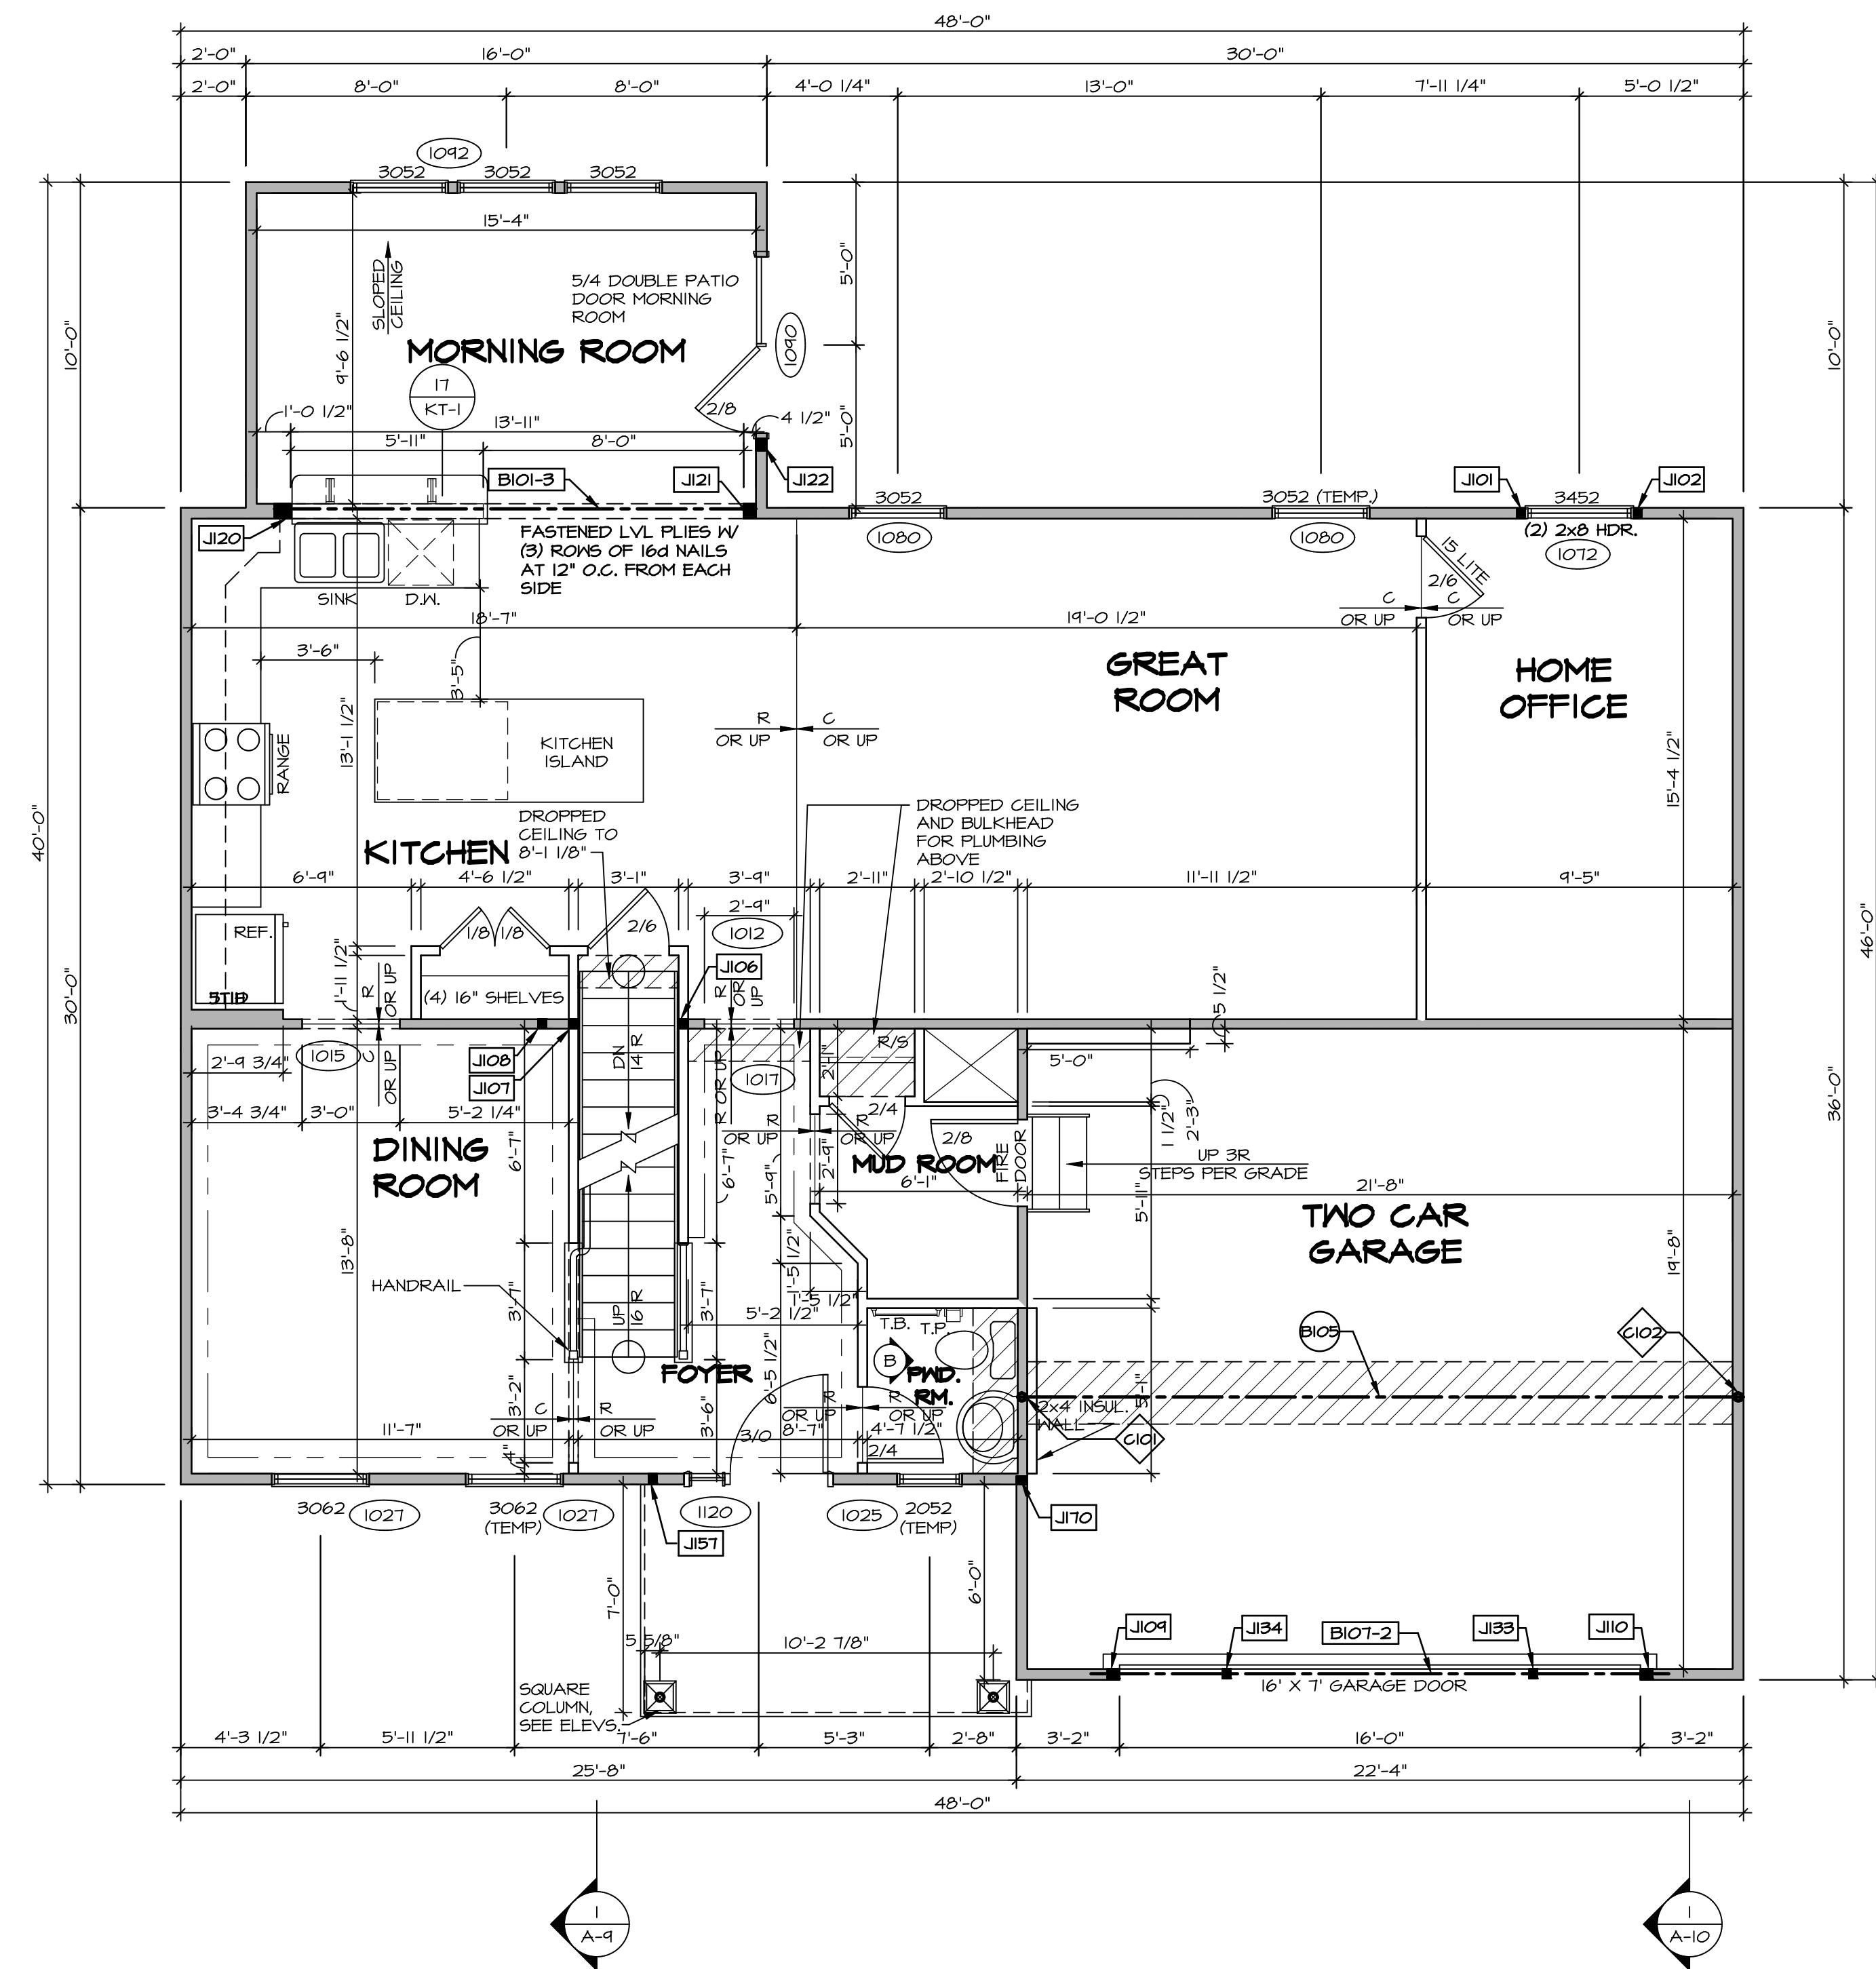 48'-0"
2'-0" 16'-0" 30'-0"
2'-0" 8'-0" 8'-0" 4'-0 1/4" 13'-0" 7'-11 1/4" 5'-0 1/2"
1092
3052 3052 3052
15'-4"
SLOPED
CEILING
5/4 DOUBLE PATIO
DOOR MORNING
ROOM
5'-0"
10'-0"
9'-6 1/2"
MORNING ROOM
1090
10'-0"
17
KT-1
2/8
1'-0 1/2"
13'-11"
4 1/2"
5'-0"
5'-11" 8'-0"
B101-3
J121
J122
3052
3052 (TEMP.)
J101
3452
J102
J120
FASTENED LVL PLIES W/
(3) ROWS OF 16d NAILS
AT 12" O.C. FROM EACH
SIDE
1080
1080
(2) 2x8 HDR.
1072
15 LITE
2/6
SINK D.W.
C
OR UP
C
OR UP
18'-7" 19'-0 1/2"
3'-6"
3'-5"
GREAT
ROOM
HOME
OFFICE
R
OR UP
C
OR UP
KITCHEN
ISLAND
RANGE
13'-1 1/2"
15'-4 1/2"
40'-0"
DROPPED
CEILING TO
8'-1 1/8"
DROPPED CEILING
AND BULKHEAD
FOR PLUMBING
ABOVE
KITCHEN
6'-9" 4'-6 1/2" 3'-1" 3'-9" 2'-11" 2'-10 1/2" 11'-11 1/2" 9'-5"
2'-9"
1/8 1/8
2/6
1012
REF.
46'-0"
30'-0"
1'-11 1/2"
R
OR UP
J106
R
OR
UP
5 1/2"
(4) 16" SHELVES
1015
C
OR UP
J108
J107
DN
14 R
R OR UP
1017
R/S
2'-1"
5'-0"
36'-0"
2'-9 3/4"
3'-4 3/4" 3'-0" 5'-2 1/4"
2/4
1 1/2"
2'-3"
R
OR UP
R
OR UP
2/8
FIRE
DOOR
DINING
ROOM
6'-7"
6'-7"
5'-9"
2'-9"
MUD ROOM
6'-1"
UP 3R
STEPS PER GRADE
21'-8"
5'-11"
TWO CAR
GARAGE
13'-8"
19'-8"
HANDRAIL
3'-7"
UP
16 R
3'-7"
1'-5 1/2"
1'-5 1/2"
5'-2 1/2"
T.B. T.P.
B
B105
C102
FOYER
PWD.
RM.
6'-5 1/2"
3'-2"
C
OR UP
R
OR UP
3'-6"
R
OR UP
R
OR UP
2x4 INSUL.
WALL
5'-1"
C101
11'-7"
3/0 8'-7" 4'-7 1/2"
2/4
4"
3062 1027
3062
(TEMP)
1027
1120
1025
2052
(TEMP)
J170
J157
7'-0"
6'-0"
5 5/8"
10'-2 7/8"
J109
J134
B107-2
J133
J110
16' X 7' GARAGE DOOR
SQUARE
COLUMN,
SEE ELEVS.
4'-3 1/2" 5'-11 1/2" 7'-6" 5'-3" 2'-8" 3'-2" 16'-0" 3'-2"
25'-8" 22'-4"
48'-0"
1
A-9
1
A-10